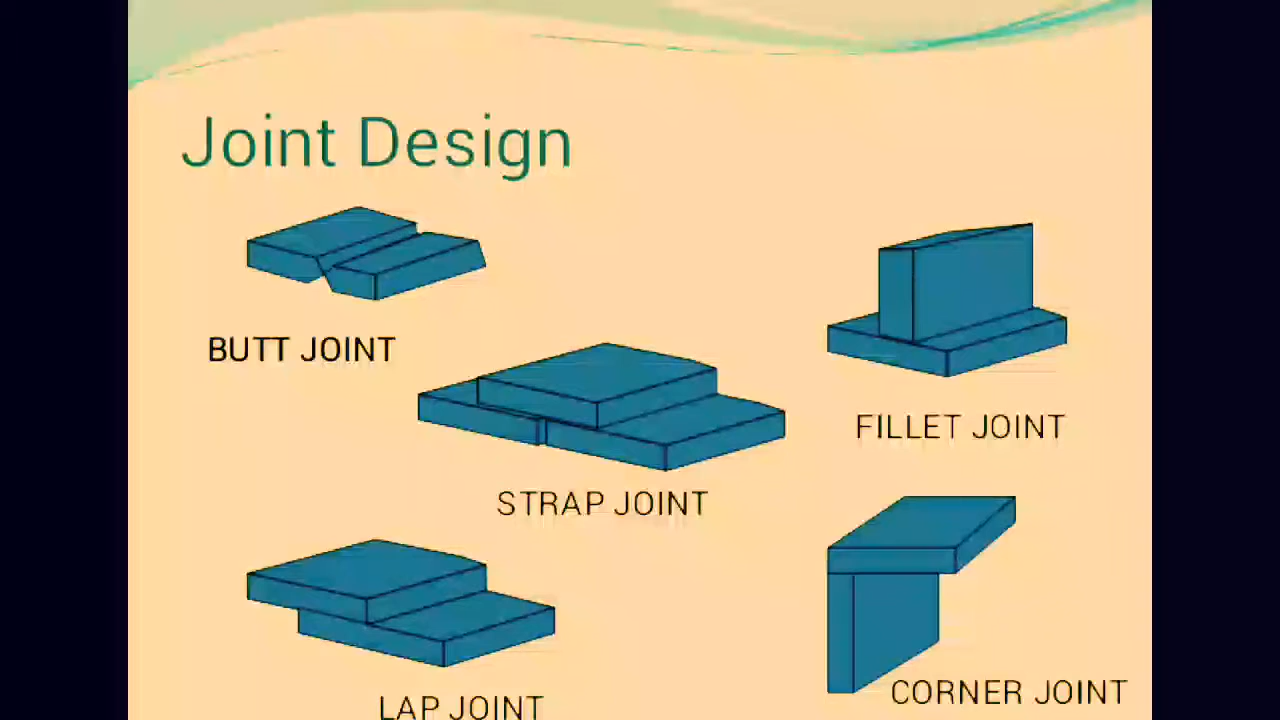 Joint Design
BUTT JOINT
FILLET JOINT
STRAP JOINT
CORNER JOINT
LAP JOINT